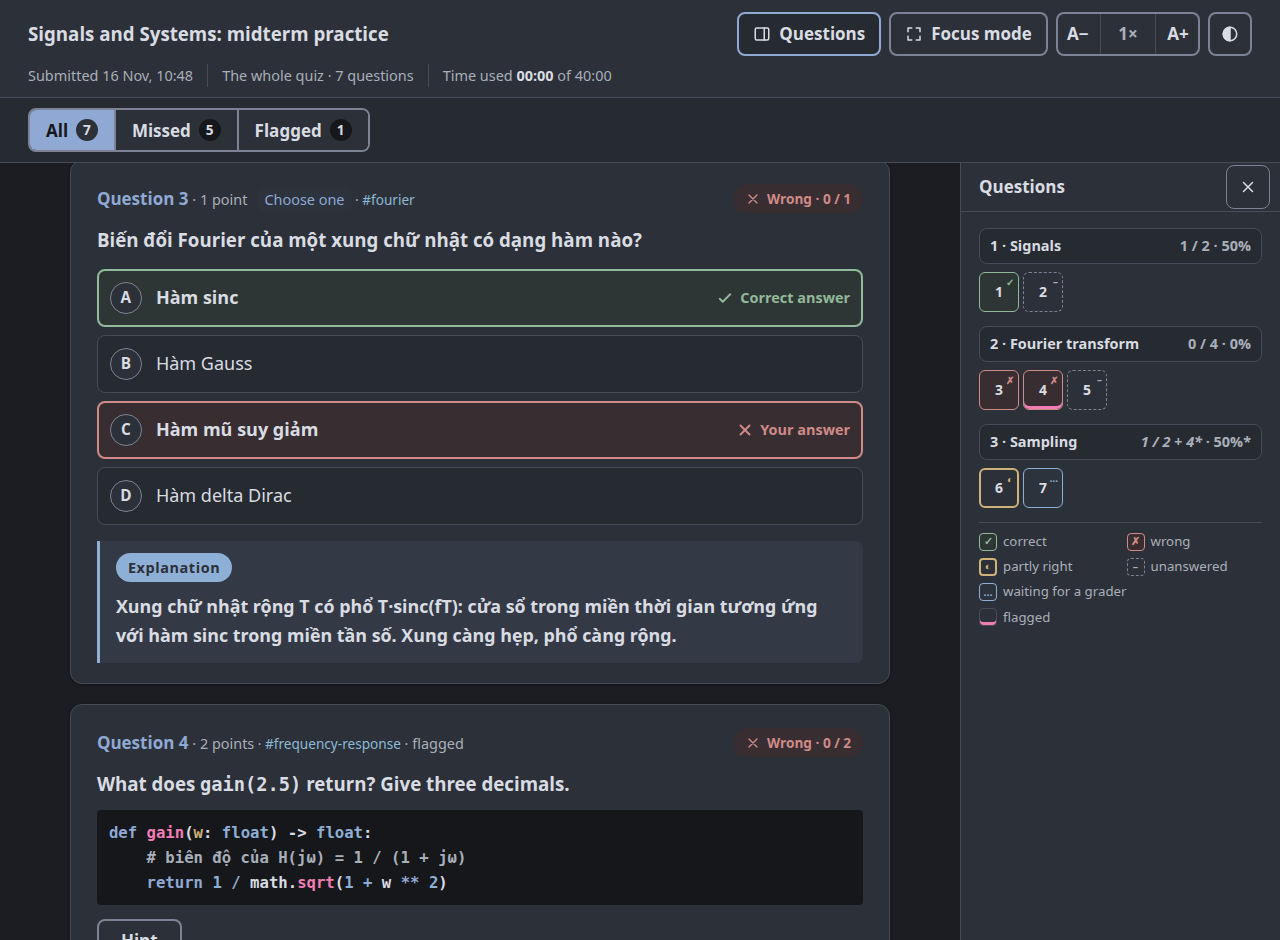 Signals and Systems: midterm practice
Questions
Focus mode
A− 1× A+
Submitted 16 Nov, 10:48
The whole quiz · 7 questions
Time used 00:00 of 40:00
All 7
Missed 5
Flagged 1
Question 3 · 1 point Choose one · #fourier
Wrong · 0 / 1
Biến đổi Fourier của một xung chữ nhật có dạng hàm nào?
A Hàm sinc
Correct answer
B Hàm Gauss
C Hàm mũ suy giảm
Your answer
D Hàm delta Dirac
Explanation
Xung chữ nhật rộng T có phổ T·sinc(fT): cửa sổ trong miền thời gian tương ứng
với hàm sinc trong miền tần số. Xung càng hẹp, phổ càng rộng.
Question 4 · 2 points · #frequency-response · flagged
Wrong · 0 / 2
What does gain(2.5) return? Give three decimals.
def gain(w: float) -> float:
# biên độ của H(jω) = 1 / (1 + jω)
return 1 / math.sqrt(1 + w ** 2)
Hint
Questions
1 · Signals 1 / 2 · 50%
1 ✓ 2 –
2 · Fourier transform 0 / 4 · 0%
3 ✗ 4 ✗ 5 –
3 · Sampling 1 / 2 + 4* · 50%*
6 7 …
✓ correct
✗ wrong
partly right
– unanswered
… waiting for a grader
flagged